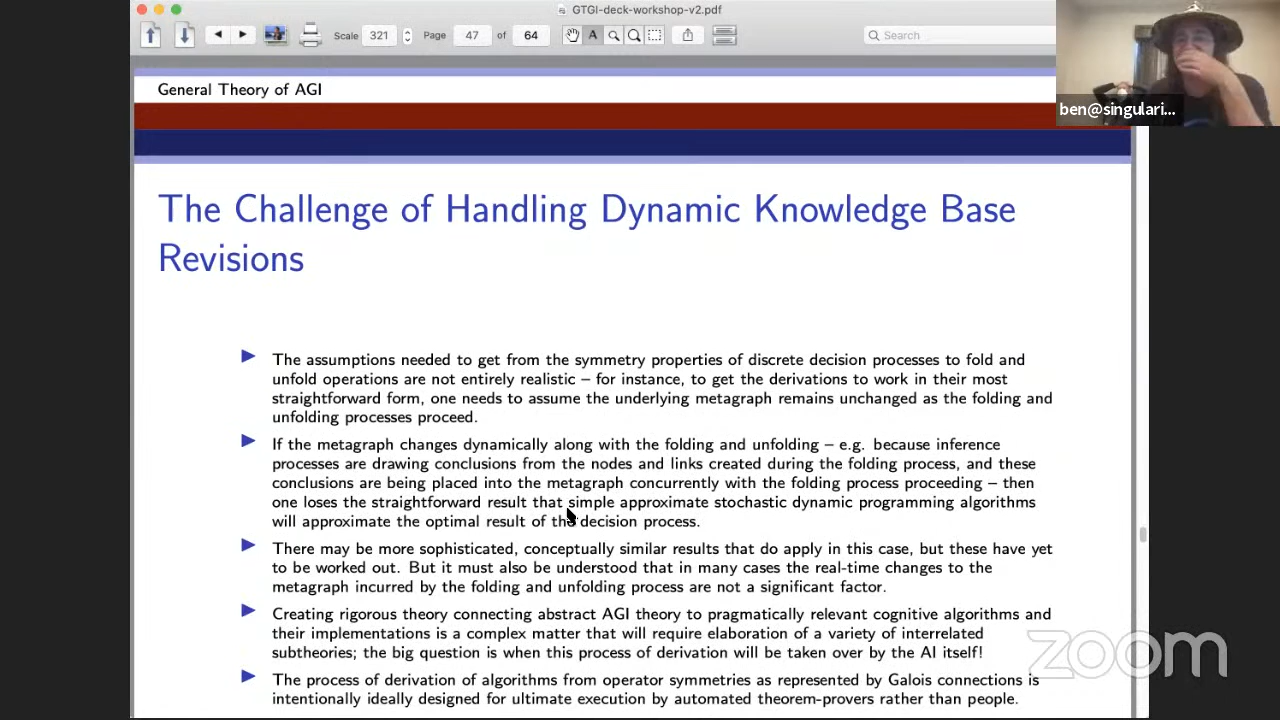 GTGI-deck-workshop-v2.pdf
Scale 321 Page 47 of 64 Search
ben@singulari...
General Theory of AGI
The Challenge of Handling Dynamic Knowledge Base
Revisions
The assumptions needed to get from the symmetry properties of discrete decision processes to fold and
unfold operations are not entirely realistic – for instance, to get the derivations to work in their most
straightforward form, one needs to assume the underlying metagraph remains unchanged as the folding and
unfolding processes proceed.
If the metagraph changes dynamically along with the folding and unfolding – e.g. because inference
processes are drawing conclusions from the nodes and links created during the folding process, and these
conclusions are being placed into the metagraph concurrently with the folding process proceeding – then
one loses the straightforward result that simple approximate stochastic dynamic programming algorithms
will approximate the optimal result of the decision process.
There may be more sophisticated, conceptually similar results that do apply in this case, but these have yet
to be worked out. But it must also be understood that in many cases the real-time changes to the
metagraph incurred by the folding and unfolding process are not a significant factor.
Creating rigorous theory connecting abstract AGI theory to pragmatically relevant cognitive algorithms and
their implementations is a complex matter that will require elaboration of a variety of interrelated
subtheories; the big question is when this process of derivation will be taken over by the AI itself!
The process of derivation of algorithms from operator symmetries as represented by Galois connections is
intentionally ideally designed for ultimate execution by automated theorem-provers rather than people.
zoom